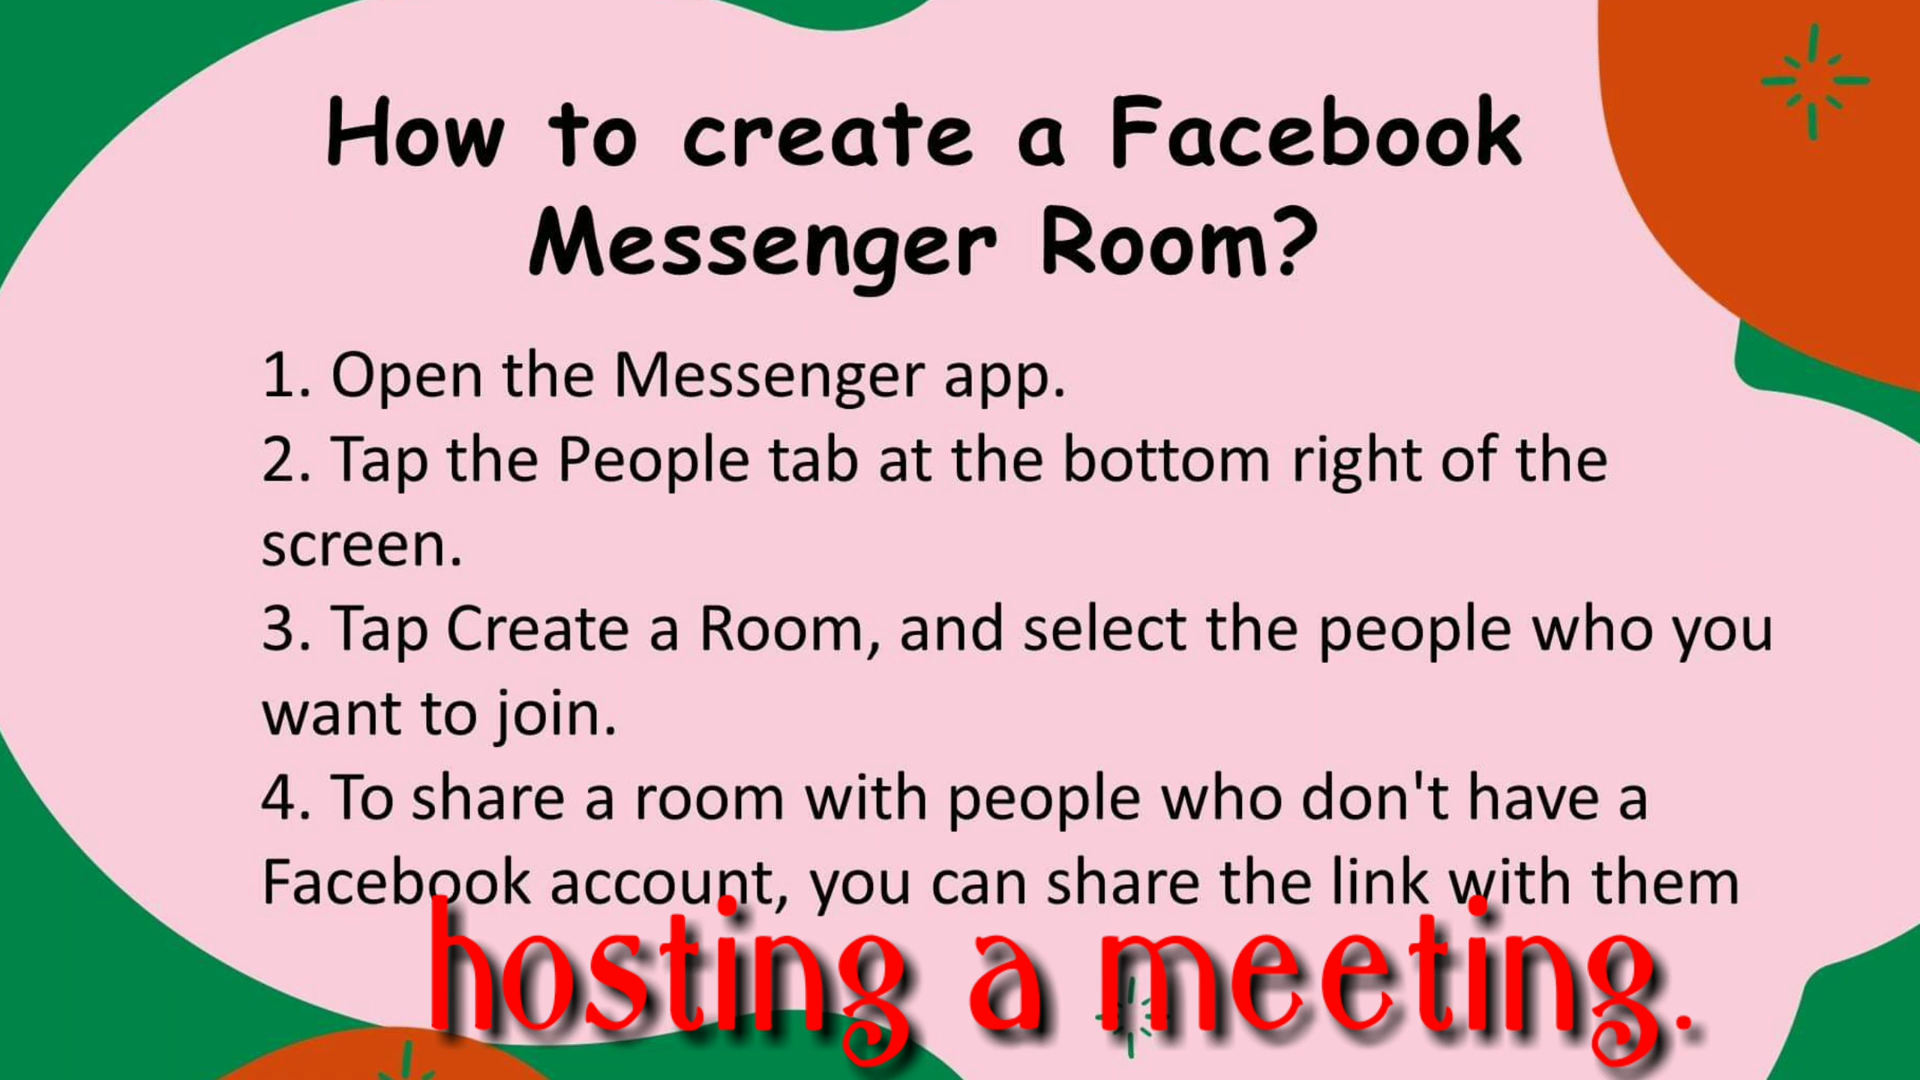 How to create a Facebook
Messenger Room?
1. Open the Messenger app.
2. Tap the People tab at the bottom right of the
screen.
3. Tap Create a Room, and select the people who you
want to join.
4. To share a room with people who don't have a
Facebook account, you can share the link with them
hosting a meeting.